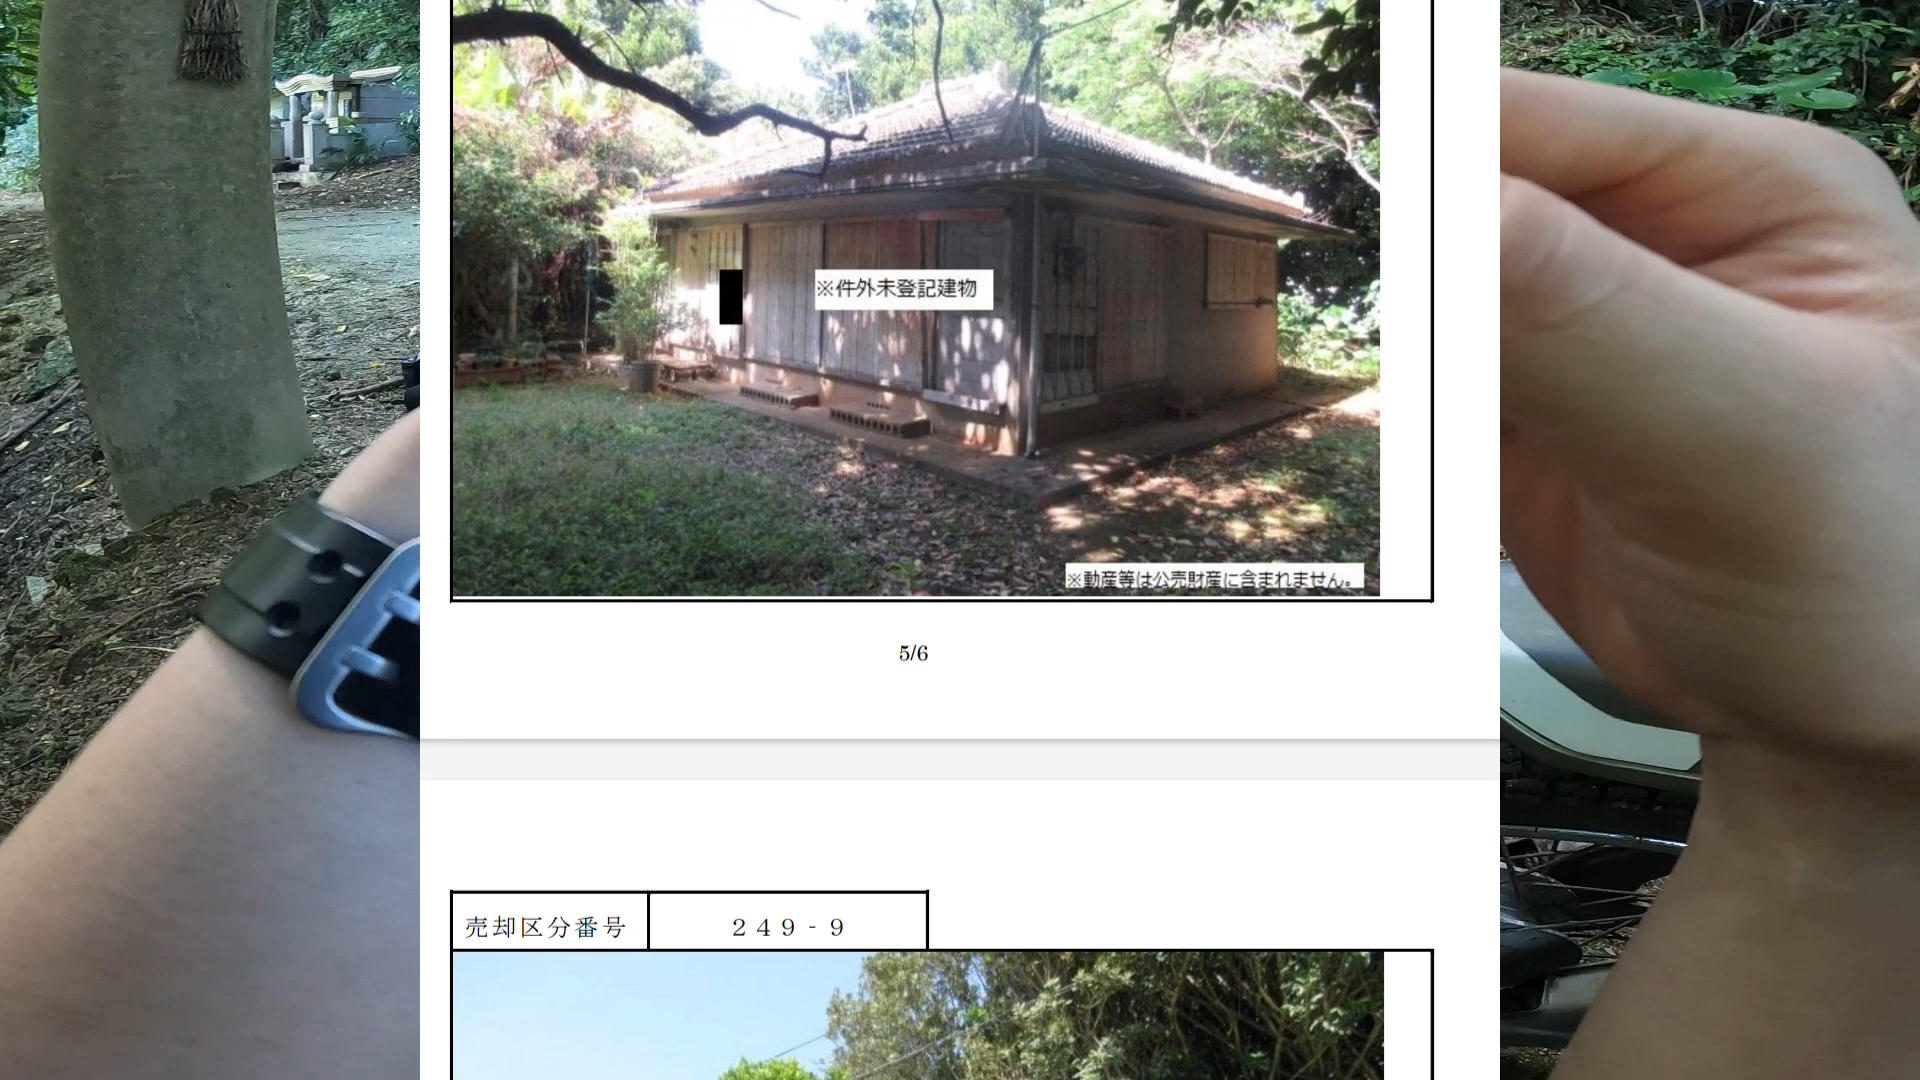 ※件外未登記建物
※動産等は公売財産に含まれません。
5/6
売却区分番号
２４９‐９